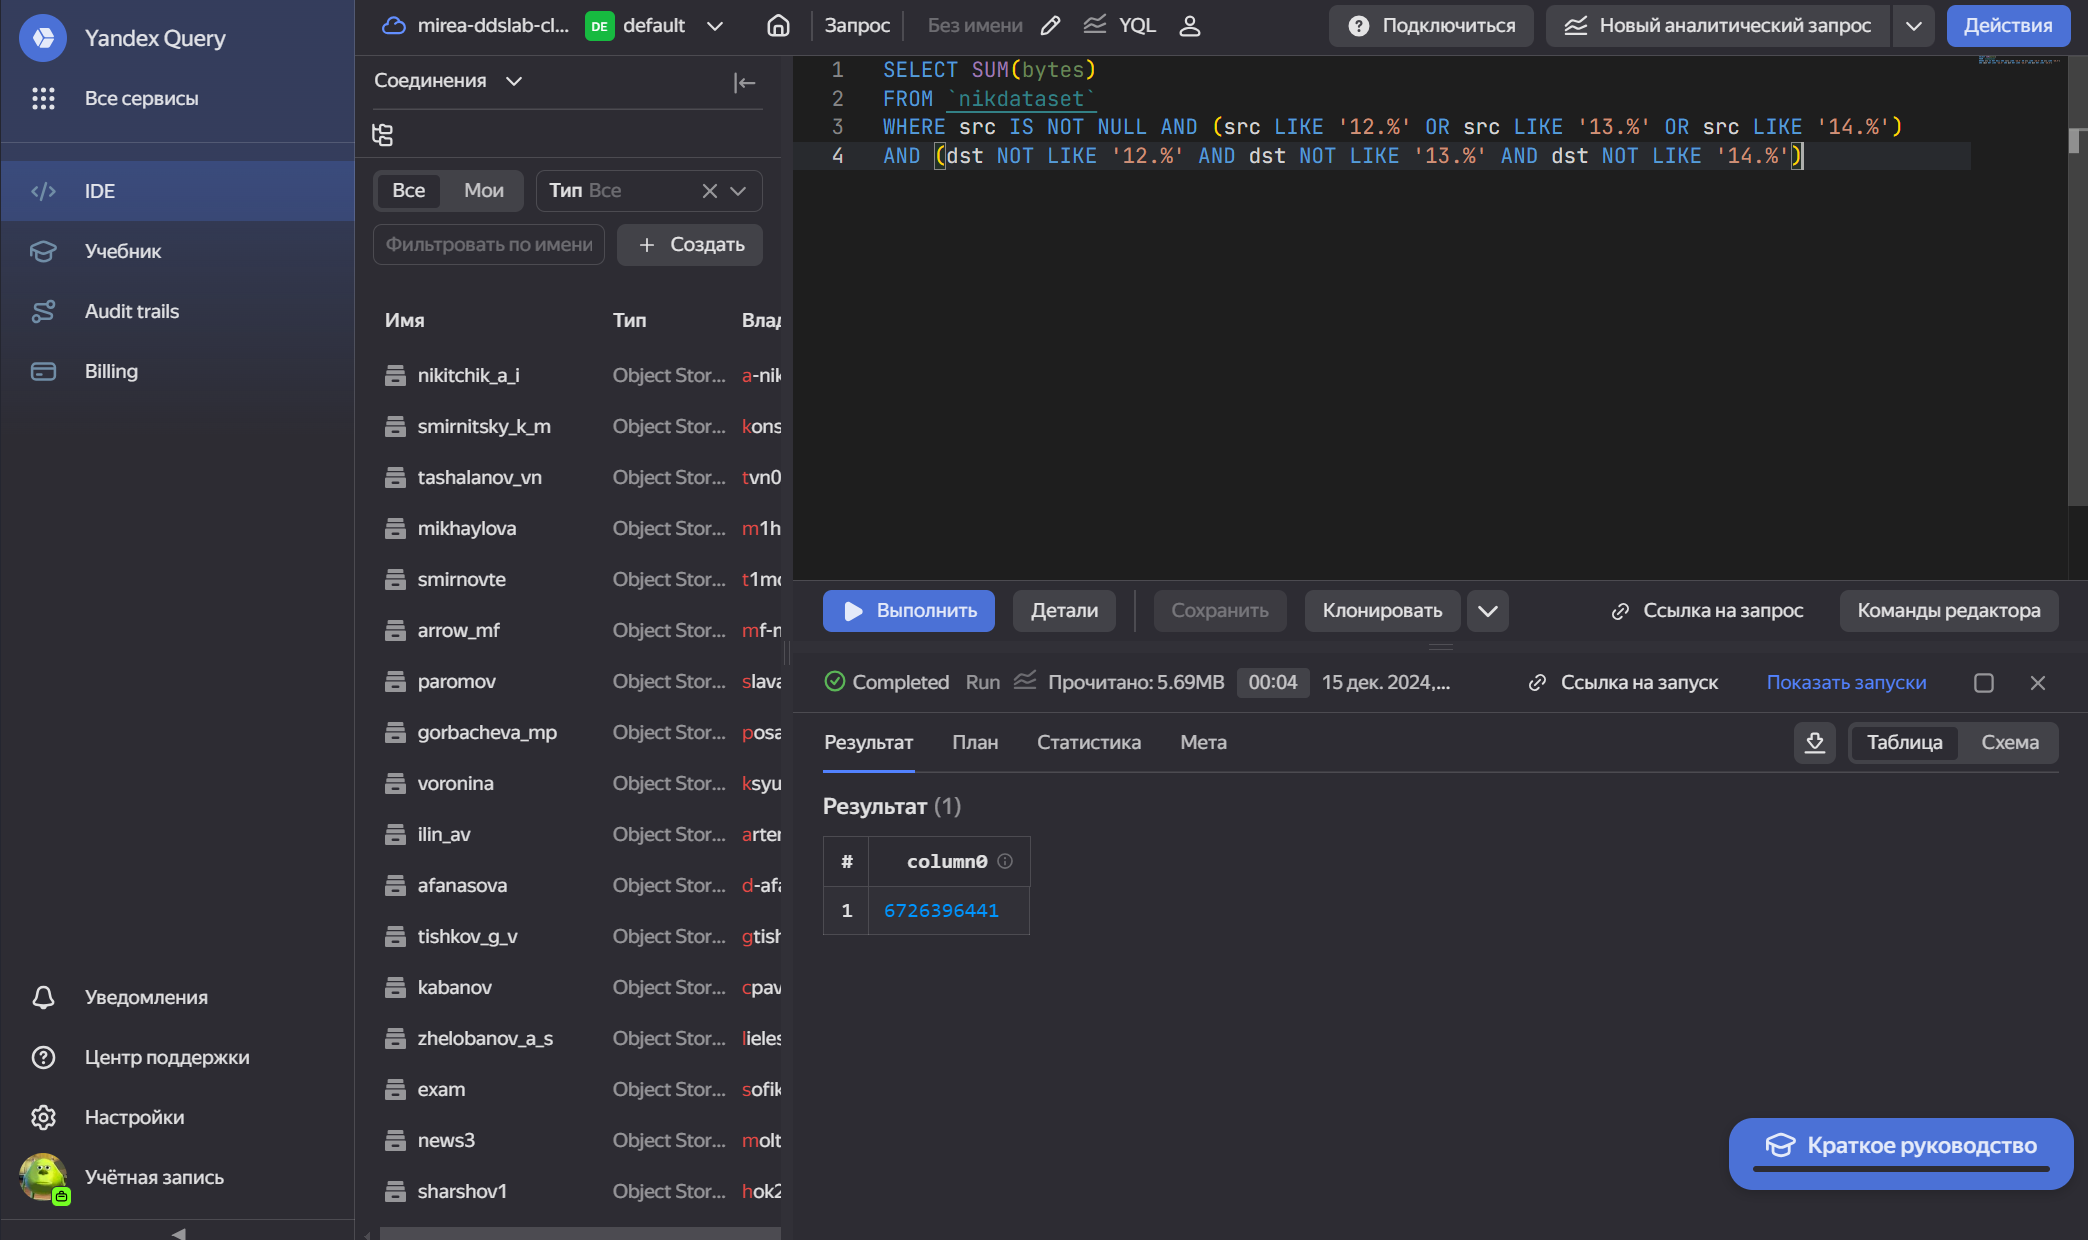 Yandex Query
Все сервисы
IDE
Учебник
Audit trails
Billing
Уведомления
Центр поддержки
Настройки
Учётная запись
mirea-ddslab-cl... DE default Запрос Без имени YQL Подключиться Новый аналитический запрос Действия
Соединения
Все Мои Тип Все
Фильтровать по имени + Создать
Имя Тип Влад
nikitchik_a_i Object Stor... a-nik
smirnitsky_k_m Object Stor... kons
tashalanov_vn Object Stor... tvn0
mikhaylova Object Stor... m1h
smirnovte Object Stor... t1mo
arrow_mf Object Stor... mf-m
paromov Object Stor... slava
gorbacheva_mp Object Stor... posa
voronina Object Stor... ksyu
ilin_av Object Stor... arter
afanasova Object Stor... d-afa
tishkov_g_v Object Stor... gtish
kabanov Object Stor... cpav
zhelobanov_a_s Object Stor... lieles
exam Object Stor... sofik
news3 Object Stor... molt
sharshov1 Object Stor... hok2
1 SELECT SUM(bytes)
2 FROM `nikdataset`
3 WHERE src IS NOT NULL AND (src LIKE '12.%' OR src LIKE '13.%' OR src LIKE '14.%')
4 AND (dst NOT LIKE '12.%' AND dst NOT LIKE '13.%' AND dst NOT LIKE '14.%')
Выполнить Детали Сохранить Клонировать Ссылка на запрос Команды редактора
Completed Run Прочитано: 5.69MB 00:04 15 дек. 2024,... Ссылка на запуск Показать запуски
Результат План Статистика Мета Таблица Схема
Результат (1)
# column0
1 6726396441
Краткое руководство